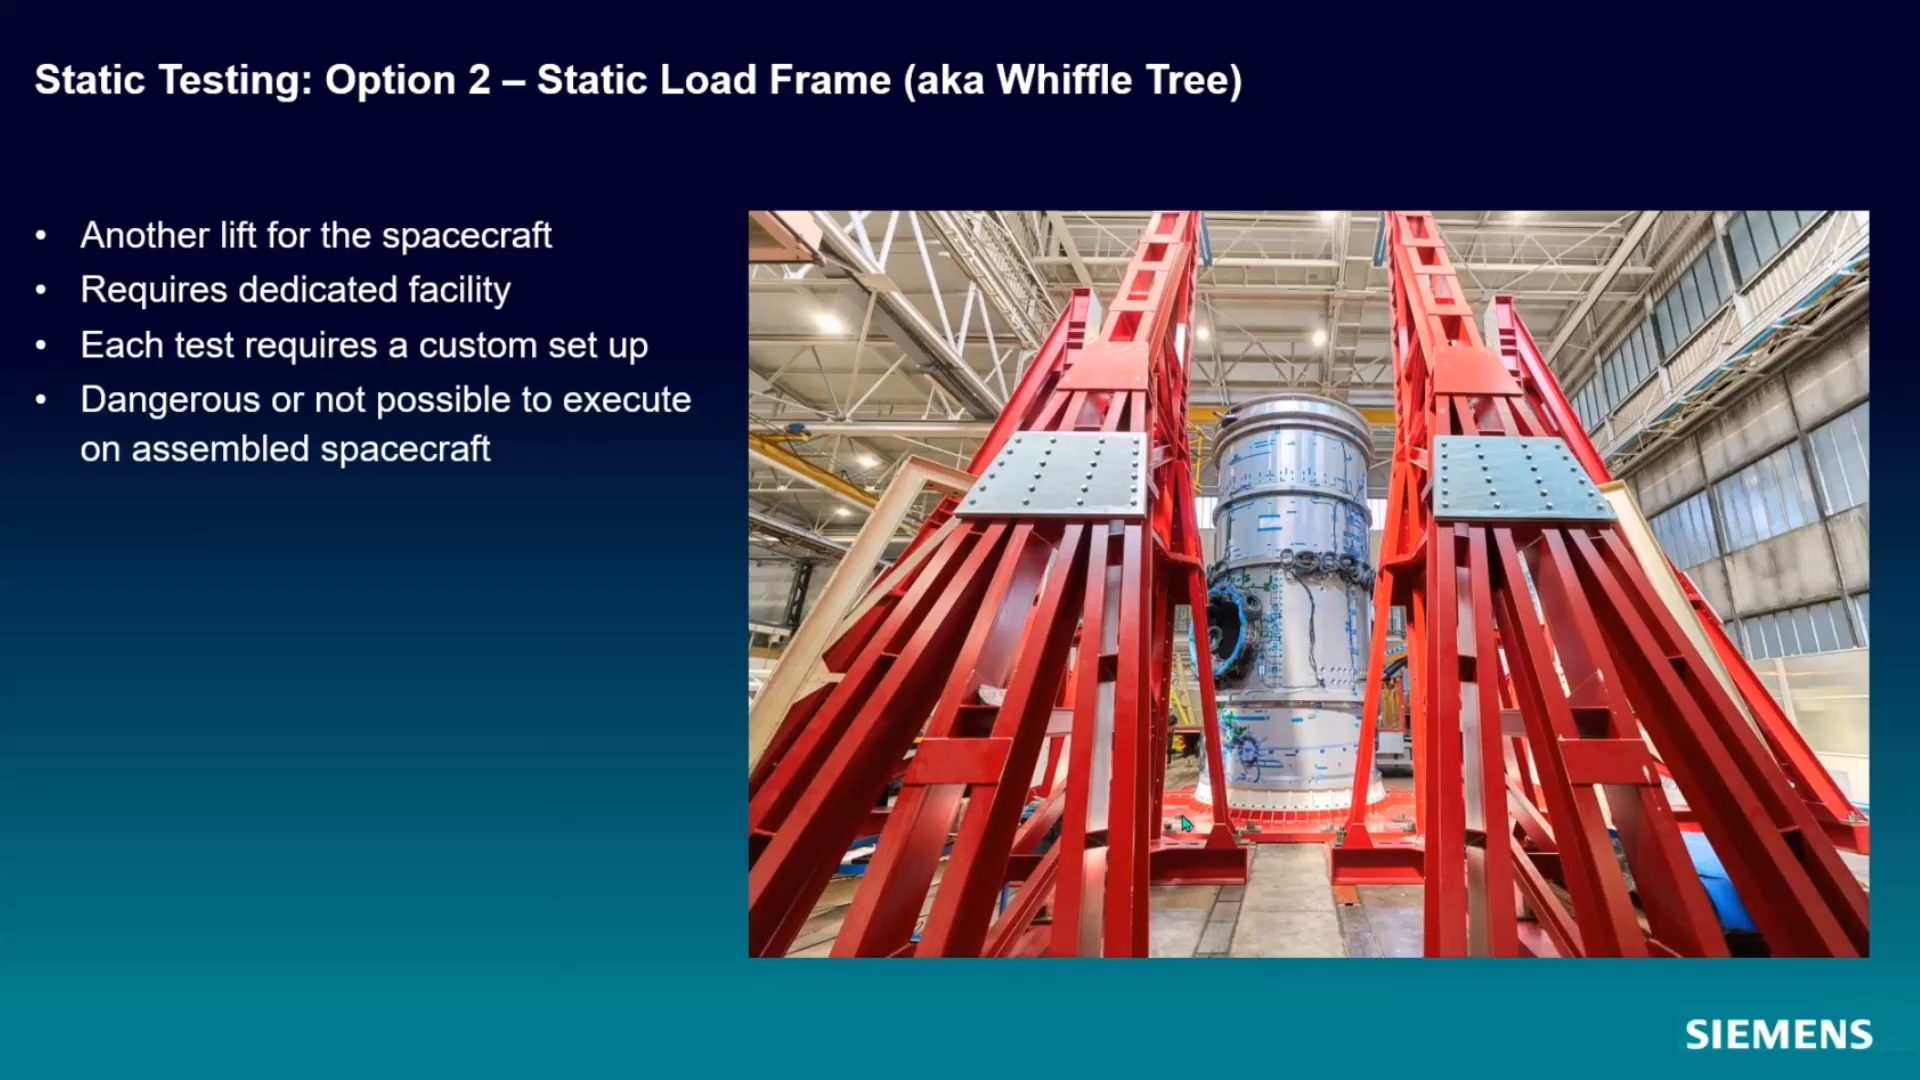 Static Testing: Option 2 – Static Load Frame (aka Whiffle Tree)
• Another lift for the spacecraft
• Requires dedicated facility
• Each test requires a custom set up
• Dangerous or not possible to execute
on assembled spacecraft
SIEMENS